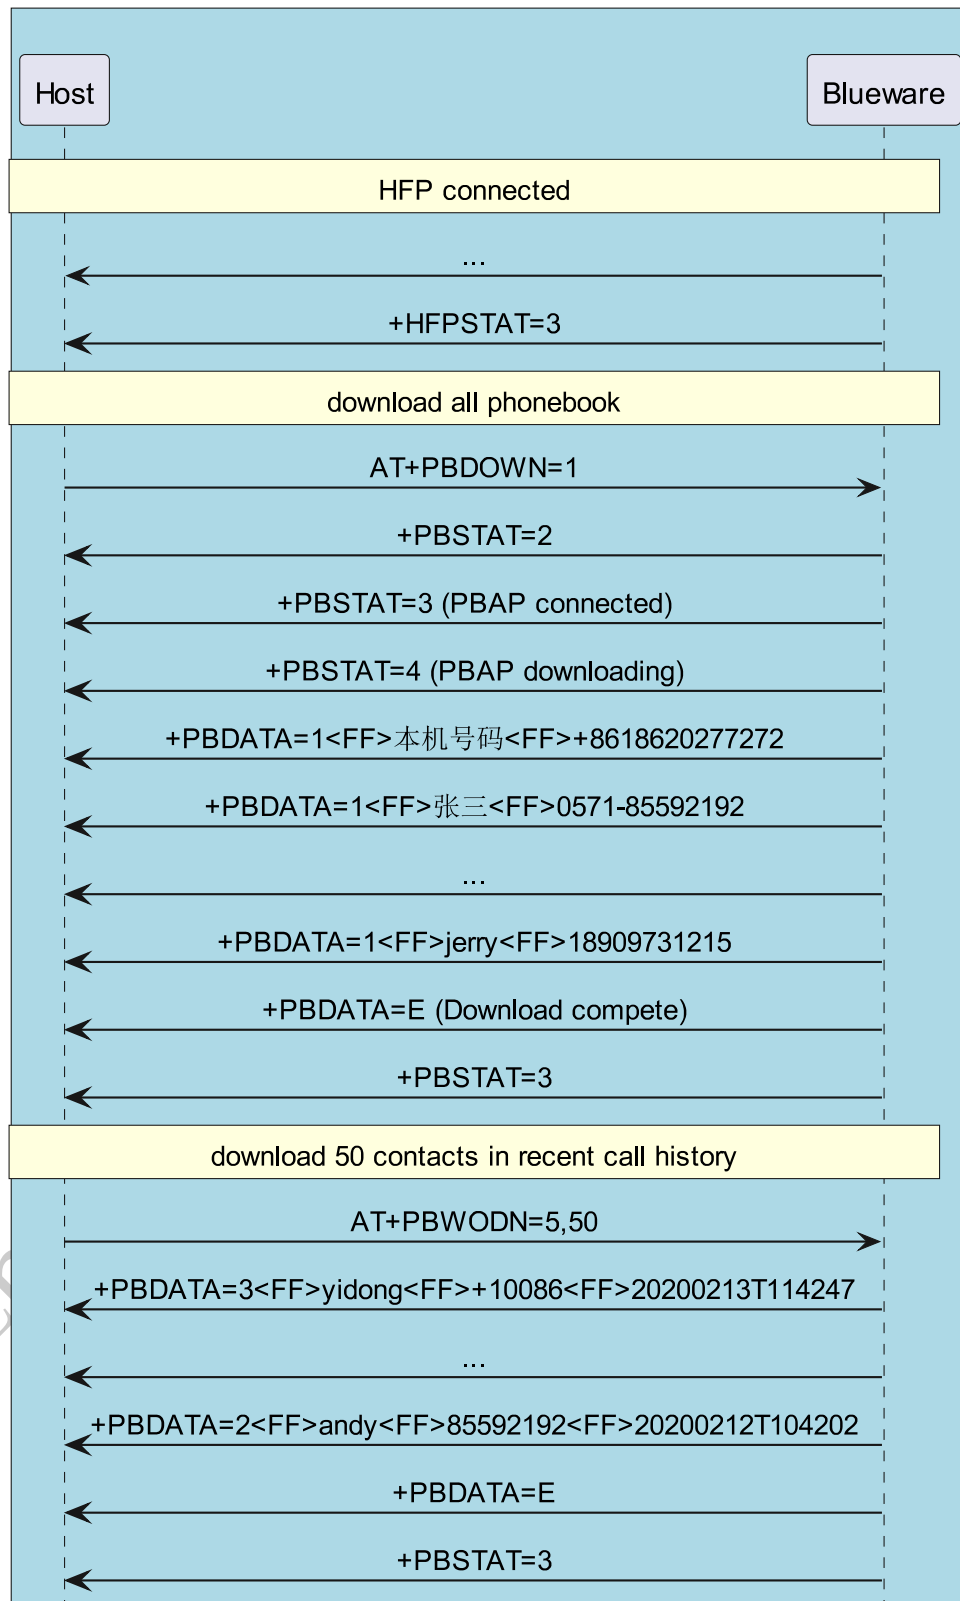 Host
Blueware
HFP connected
...
+HFPSTAT=3
download all phonebook
AT+PBDOWN=1
+PBSTAT=2
+PBSTAT=3 (PBAP connected)
+PBSTAT=4 (PBAP downloading)
+PBDATA=1<FF>本机号码<FF>+8618620277272
+PBDATA=1<FF>张三<FF>0571-85592192
...
+PBDATA=1<FF>jerry<FF>18909731215
+PBDATA=E (Download compete)
+PBSTAT=3
download 50 contacts in recent call history
AT+PBWODN=5,50
+PBDATA=3<FF>yidong<FF>+10086<FF>20200213T114247
...
+PBDATA=2<FF>andy<FF>85592192<FF>20200212T104202
+PBDATA=E
+PBSTAT=3